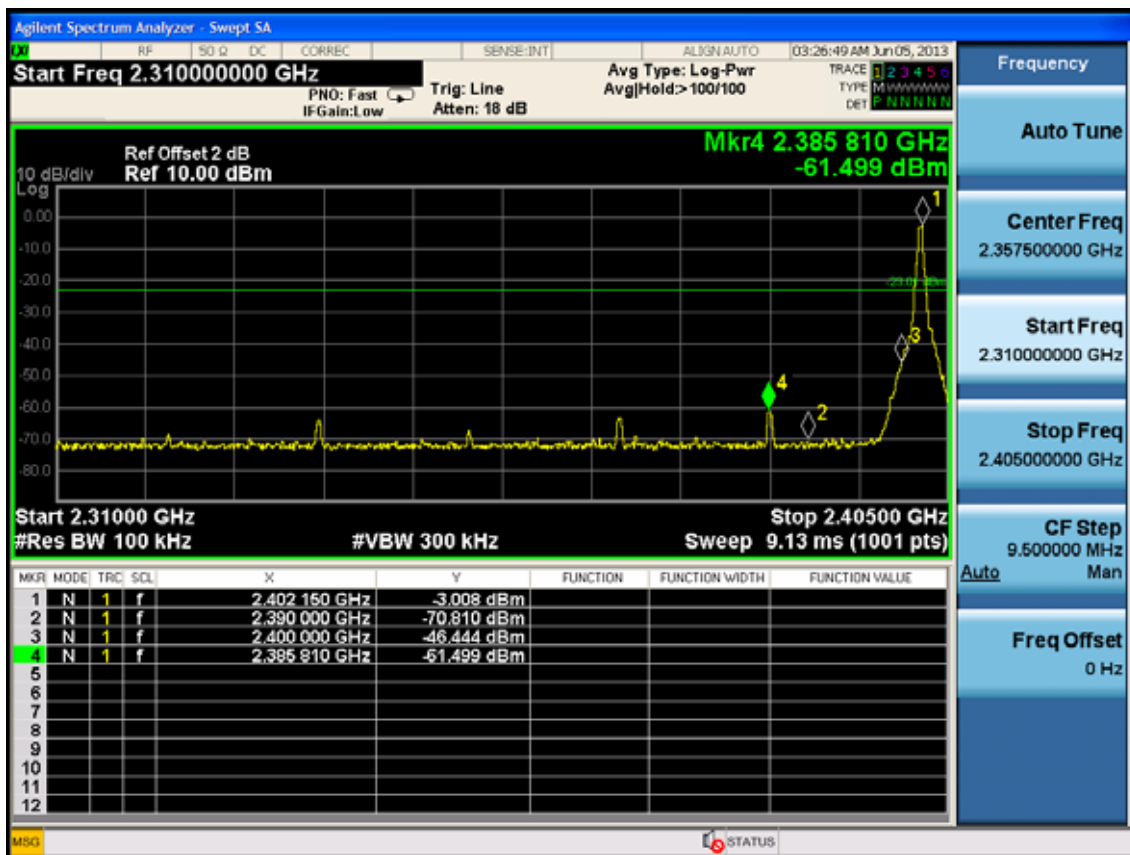 Agilent Spectrum Analyzer - Swept SA
RF 50 Ω DC CORREC SENSE:INT ALIGN AUTO 03:26:49 AM Jun 05, 2013
Start Freq 2.310000000 GHz
PNO: Fast
IFGain:Low
Trig: Line
Atten: 18 dB
Avg Type: Log-Pwr
Avg|Hold:>100/100
TRACE 1 2 3 4 5 6
TYPE M WWWWW
DET P N N N N N
Mkr4 2.385 810 GHz
-61.499 dBm
Ref Offset 2 dB
10 dB/div Ref 10.00 dBm
Log
0.00
-10.0
-20.0
-30.0
-40.0
-50.0
-60.0
-70.0
-80.0
1
3
4
2
Start 2.31000 GHz Stop 2.40500 GHz
#Res BW 100 kHz #VBW 300 kHz Sweep 9.13 ms (1001 pts)
MKR MODE TRC SCL X Y FUNCTION FUNCTION WIDTH FUNCTION VALUE
1 N 1 f 2.402 150 GHz -3.008 dBm
2 N 1 f 2.390 000 GHz -70.810 dBm
3 N 1 f 2.400 000 GHz -46.444 dBm
4 N 1 f 2.385 810 GHz -61.499 dBm
5
6
7
8
9
10
11
12
MSG STATUS
Frequency
Auto Tune
Center Freq
2.357500000 GHz
Start Freq
2.310000000 GHz
Stop Freq
2.405000000 GHz
CF Step
9.500000 MHz
Auto Man
Freq Offset
0 Hz